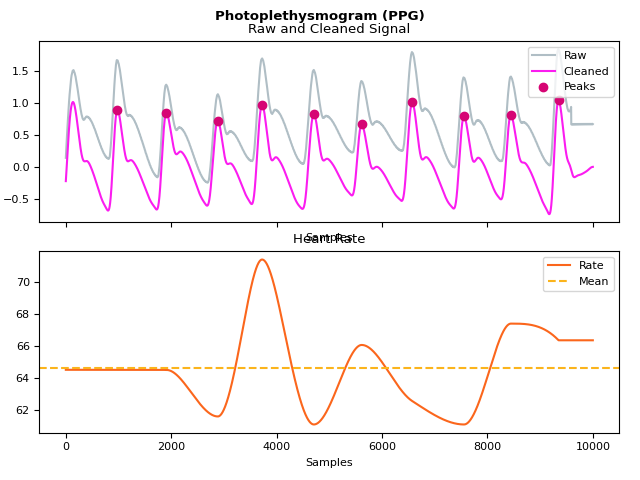 Photoplethysmogram (PPG)
Raw and Cleaned Signal
1.5
1.0
0.5
0.0
−0.5
Raw
Cleaned
Peaks
Samples
Heart Rate
70
68
66
64
62
Rate
Mean
0 2000 4000 6000 8000 10000
Samples